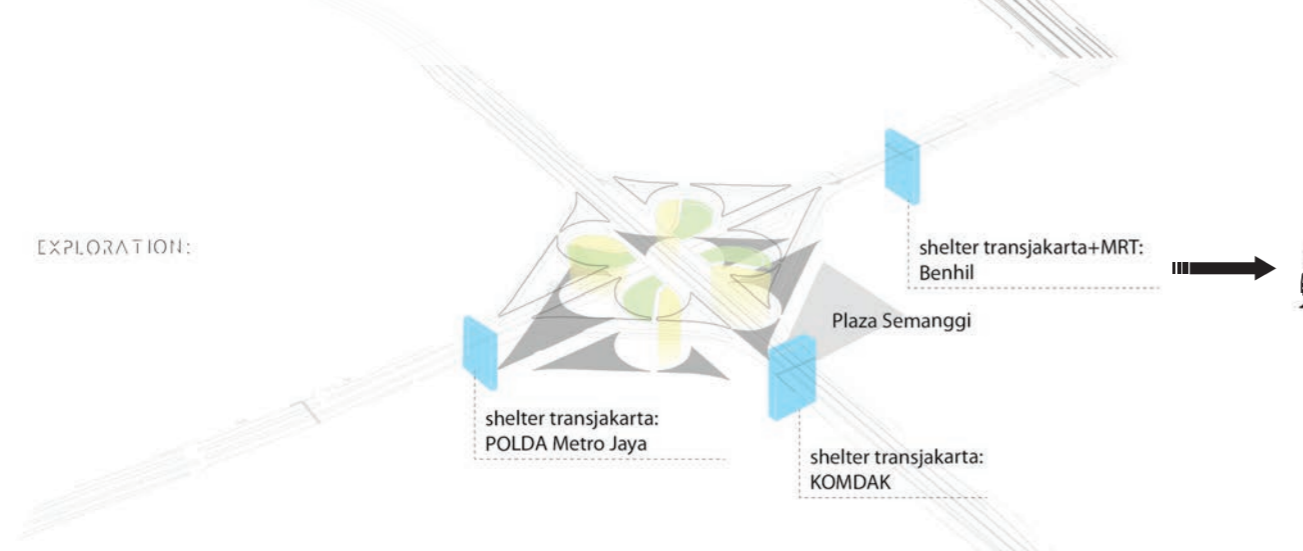 EXPLORATION:
shelter transjakarta+MRT:
Benhil
Plaza Semanggi
shelter transjakarta:
POLDA Metro Jaya
shelter transjakarta:
KOMDAK